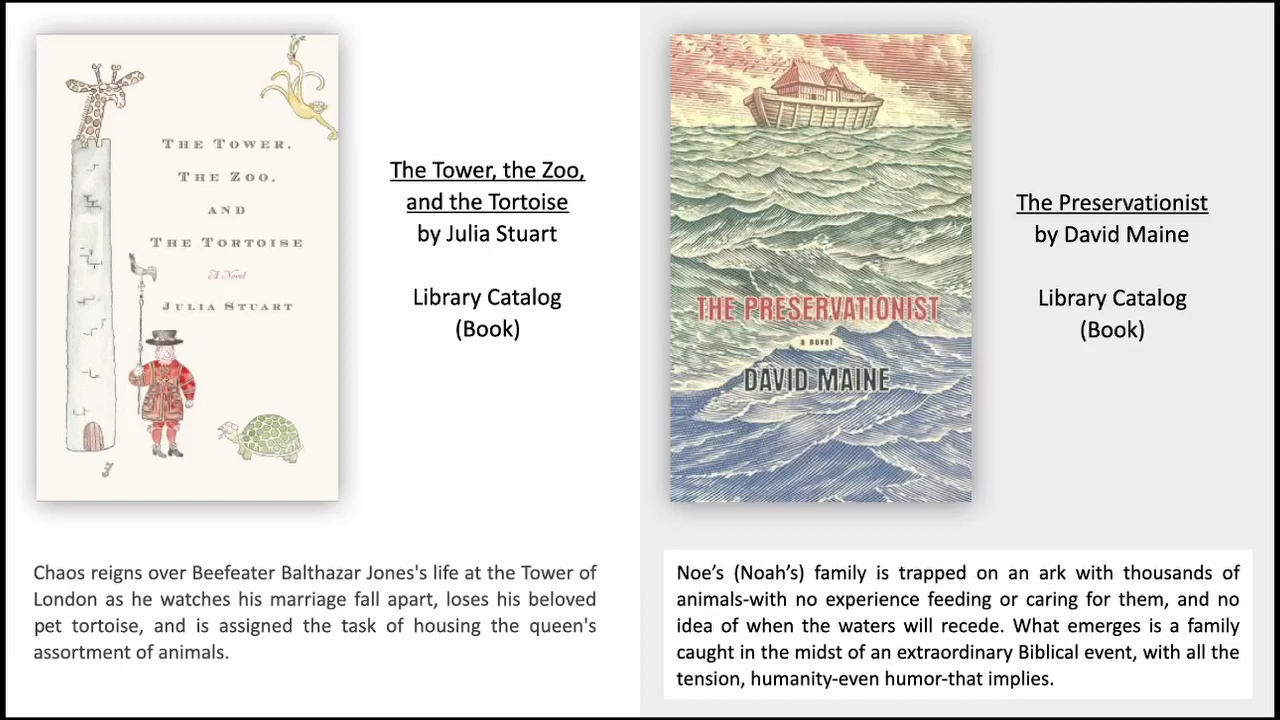 THE TOWER,
THE ZOO,
AND
THE TORTOISE
A Novel
JULIA STUART
The Tower, the Zoo,
and the Tortoise
by Julia Stuart
Library Catalog
(Book)
Chaos reigns over Beefeater Balthazar Jones's life at the Tower of
London as he watches his marriage fall apart, loses his beloved
pet tortoise, and is assigned the task of housing the queen's
assortment of animals.
THE PRESERVATIONIST
a novel
DAVID MAINE
The Preservationist
by David Maine
Library Catalog
(Book)
Noe’s (Noah’s) family is trapped on an ark with thousands of
animals-with no experience feeding or caring for them, and no
idea of when the waters will recede. What emerges is a family
caught in the midst of an extraordinary Biblical event, with all the
tension, humanity-even humor-that implies.